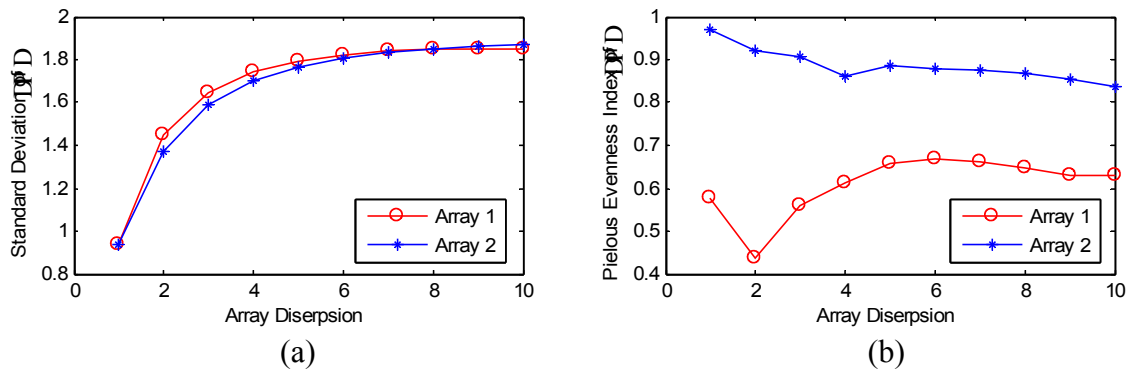 Standard Deviation of
2
1.8
1.6
1.4
1.2
1
0.8
0 2 4 6 8 10
Array Diserpsion
Array 1
Array 2
(a)
Pielous Evenness Index of
1
0.9
0.8
0.7
0.6
0.5
0.4
0 2 4 6 8 10
Array Diserpsion
Array 1
Array 2
(b)